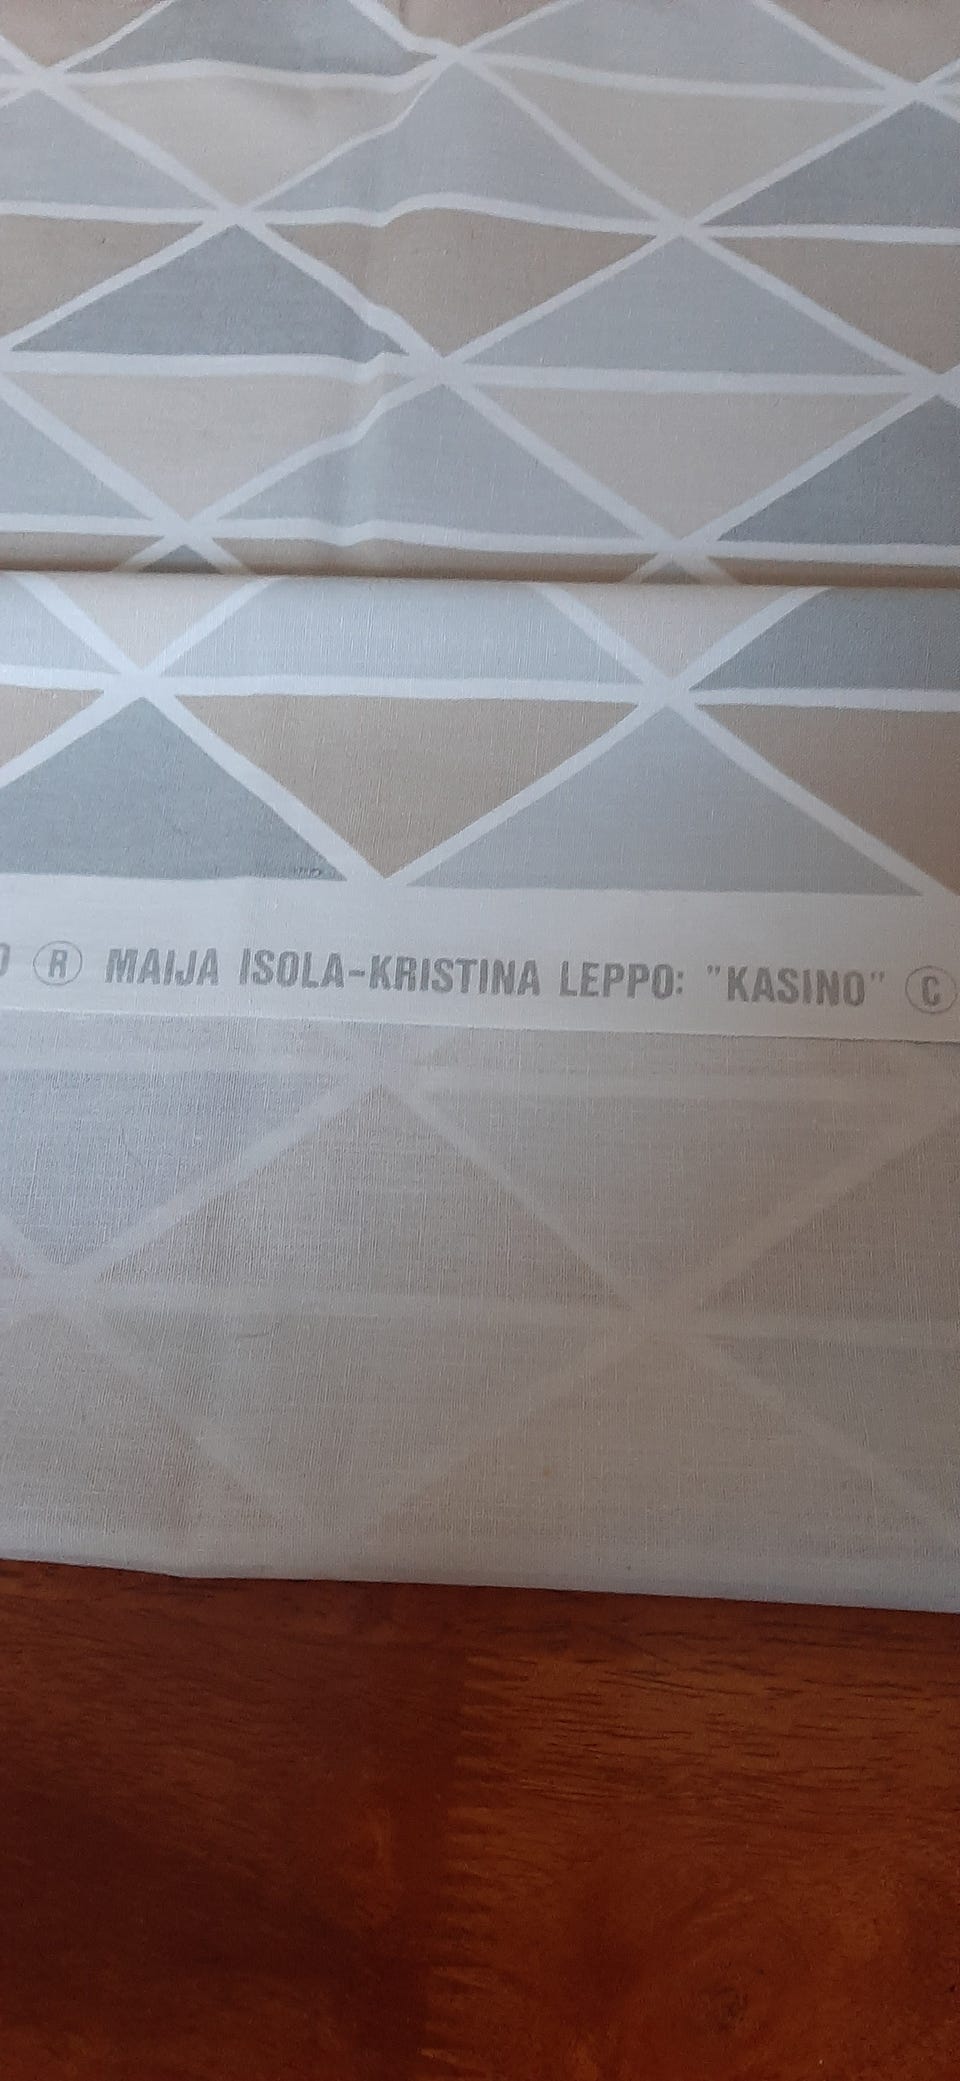 O Ⓡ MAIJA ISOLA-KRISTINA LEPPO: "KASINO" Ⓒ